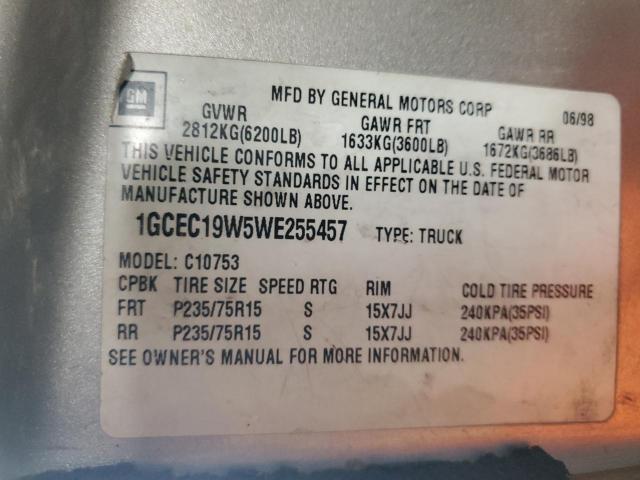 GM
MFD BY GENERAL MOTORS CORP 06/98
GVWR GAWR FRT GAWR RR
2812KG(6200LB) 1633KG(3600LB) 1672KG(3686LB)
THIS VEHICLE CONFORMS TO ALL APPLICABLE U.S. FEDERAL MOTOR
VEHICLE SAFETY STANDARDS IN EFFECT ON THE DATE OF
MANUFACTURE SHOWN ABOVE.
1GCEC19W5WE255457 TYPE: TRUCK
MODEL: C10753
CPBK TIRE SIZE SPEED RTG RIM COLD TIRE PRESSURE
FRT P235/75R15 S 15X7JJ 240KPA(35PSI)
RR P235/75R15 S 15X7JJ 240KPA(35PSI)
SEE OWNER'S MANUAL FOR MORE INFORMATION.